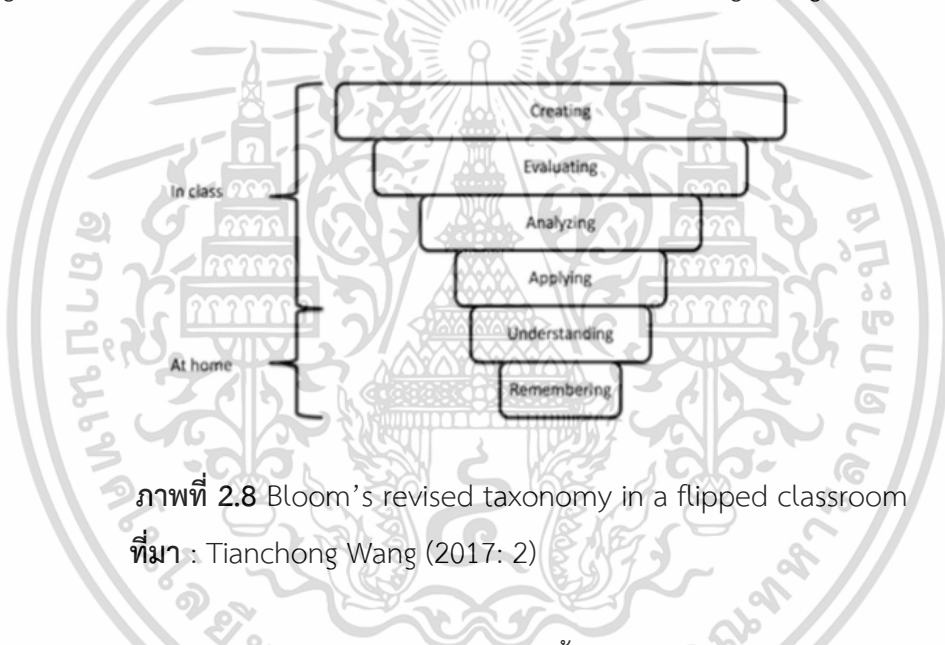 Creating
Evaluating
In class
Analyzing
Applying
Understanding
At home
Remembering
ภาพที่ 2.8 Bloom’s revised taxonomy in a flipped classroom
ที่มา : Tianchong Wang (2017: 2)